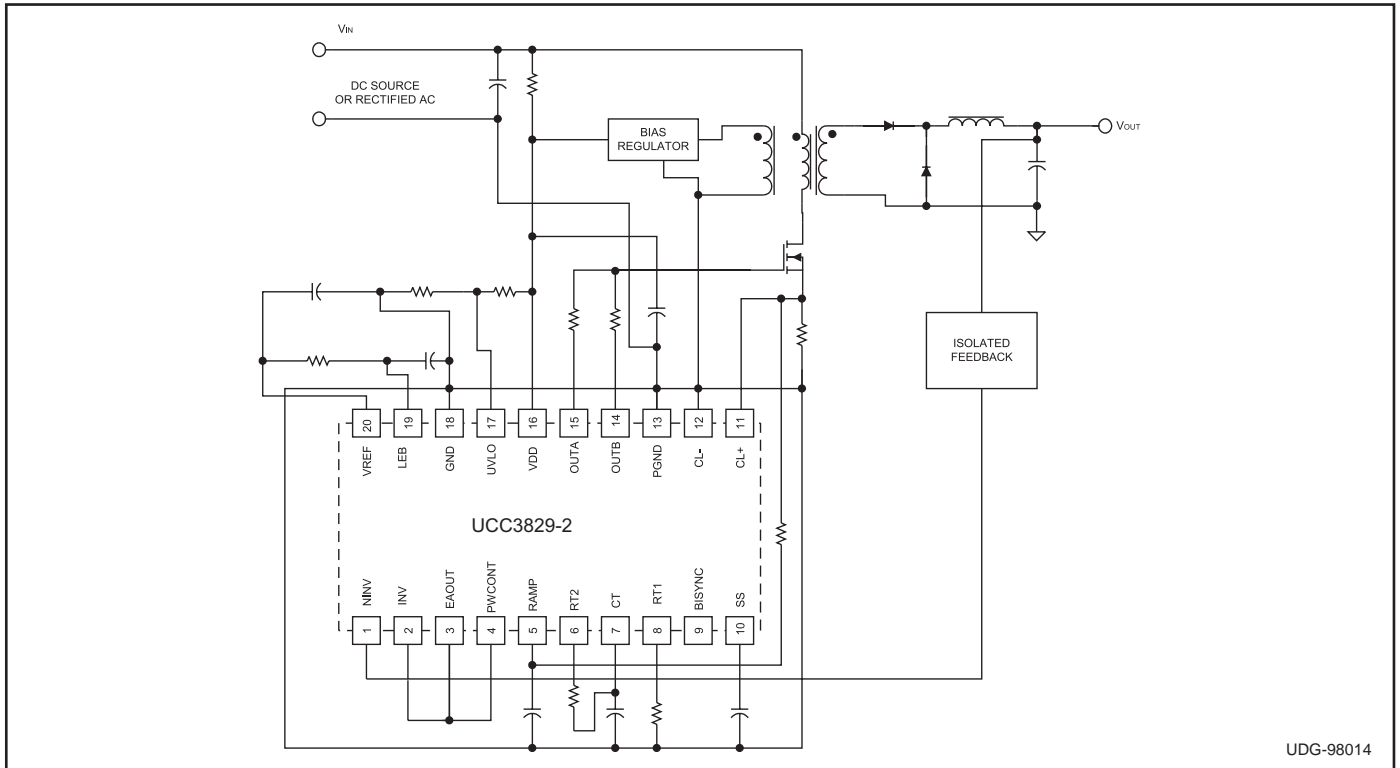 VIN
DC SOURCE
OR RECTIFIED AC
BIAS
REGULATOR
VOUT
ISOLATED
FEEDBACK
20
19
18
17
16
15
14
13
12
11
VREF
LEB
GND
UVLO
VDD
OUTA
OUTB
PGND
CL-
CL+
UCC3829-2
NINV
INV
EAOUT
PWCONT
RAMP
RT2
CT
RT1
BISYNC
SS
1
2
3
4
5
6
7
8
9
10
UDG-98014